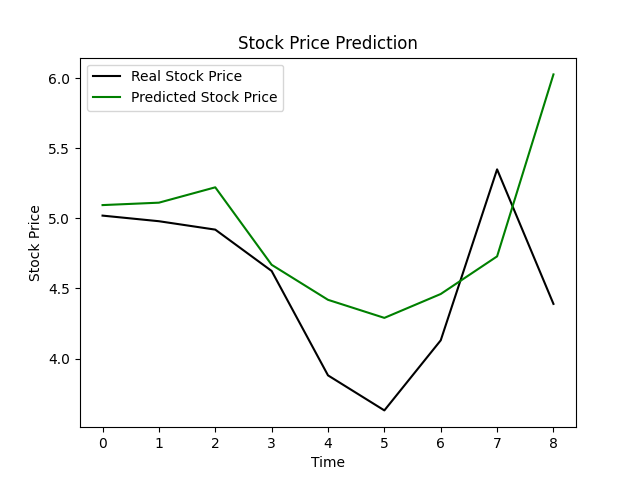 Stock Price Prediction
Real Stock Price
Predicted Stock Price
6.0
5.5
5.0
4.5
4.0
Stock Price
0 1 2 3 4 5 6 7 8
Time